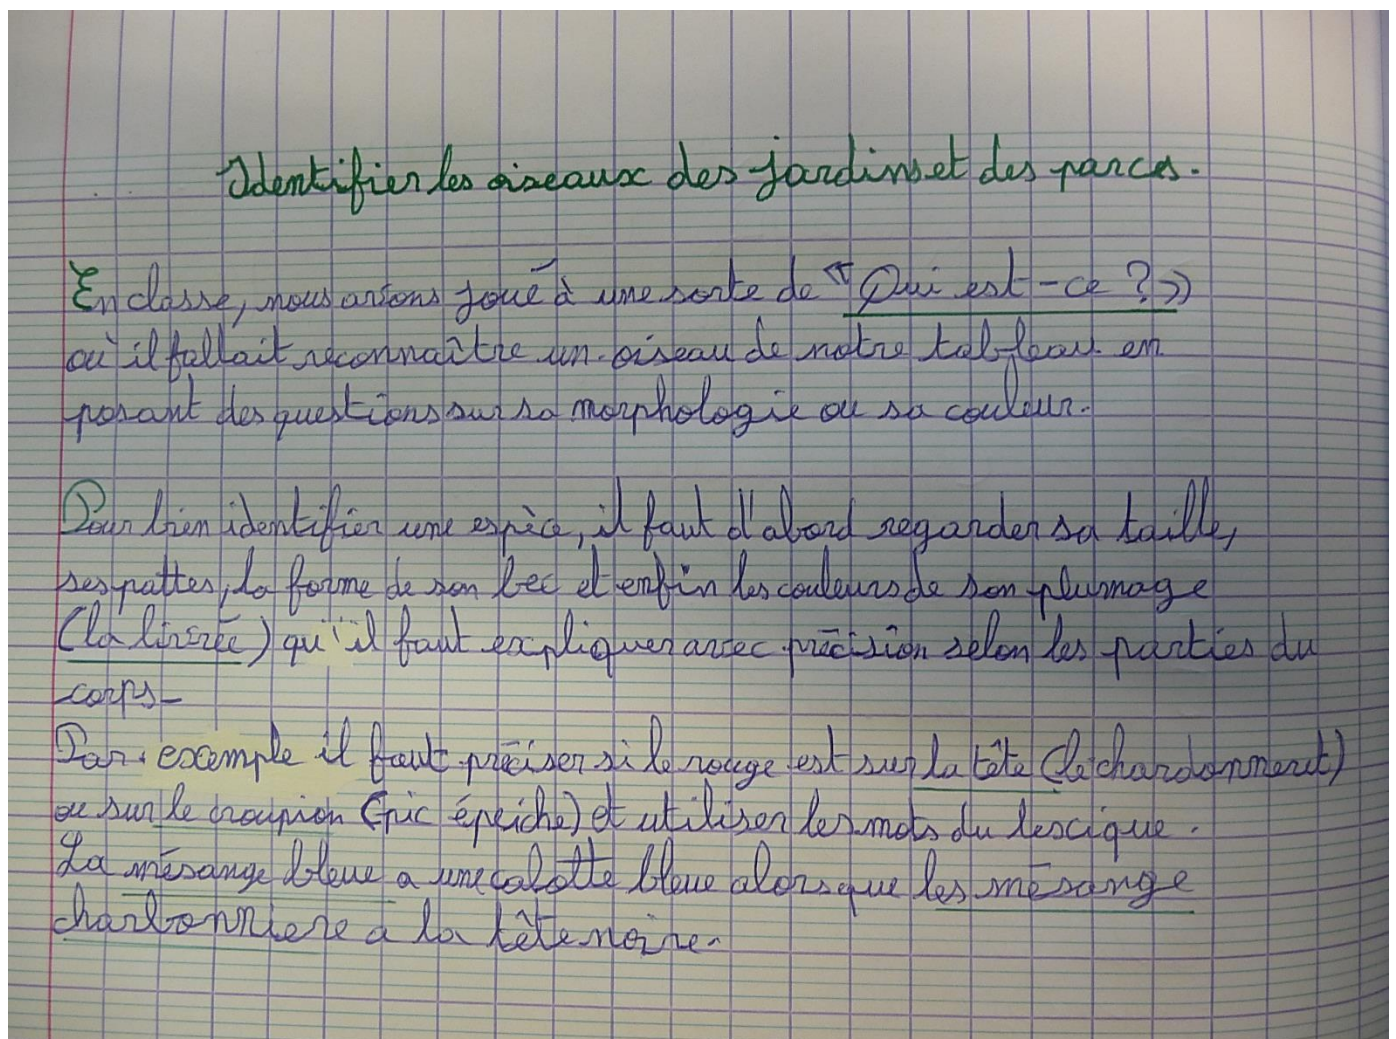 Identifier les oiseaux des jardins et des parcs.
En classe, nous avons joué à une sorte de « Qui est-ce ? »
où il fallait reconnaître un oiseau de notre tableau en
posant des questions sur sa morphologie ou sa couleur.
Pour bien identifier une espèce, il faut d'abord regarder sa taille,
ses pattes, la forme de son bec et enfin les couleurs de son plumage
(la livrée) qu'il faut expliquer avec précision selon les parties du
corps.
Par exemple il faut préciser si le rouge est sur la tête (le chardonneret)
ou sur le croupion (pic épeiche) et utiliser les mots du lexique.
La mésange bleue a une calotte bleue alors que les mésange
charbonniere a la tête noire.